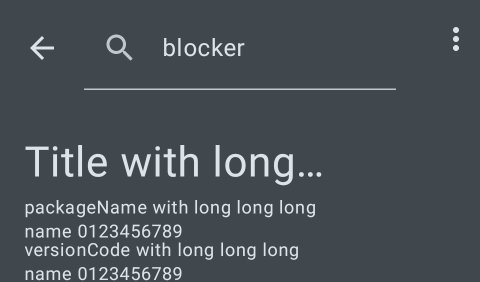 blocker
Title with long…
packageName with long long long
name 0123456789
versionCode with long long long
name 0123456789